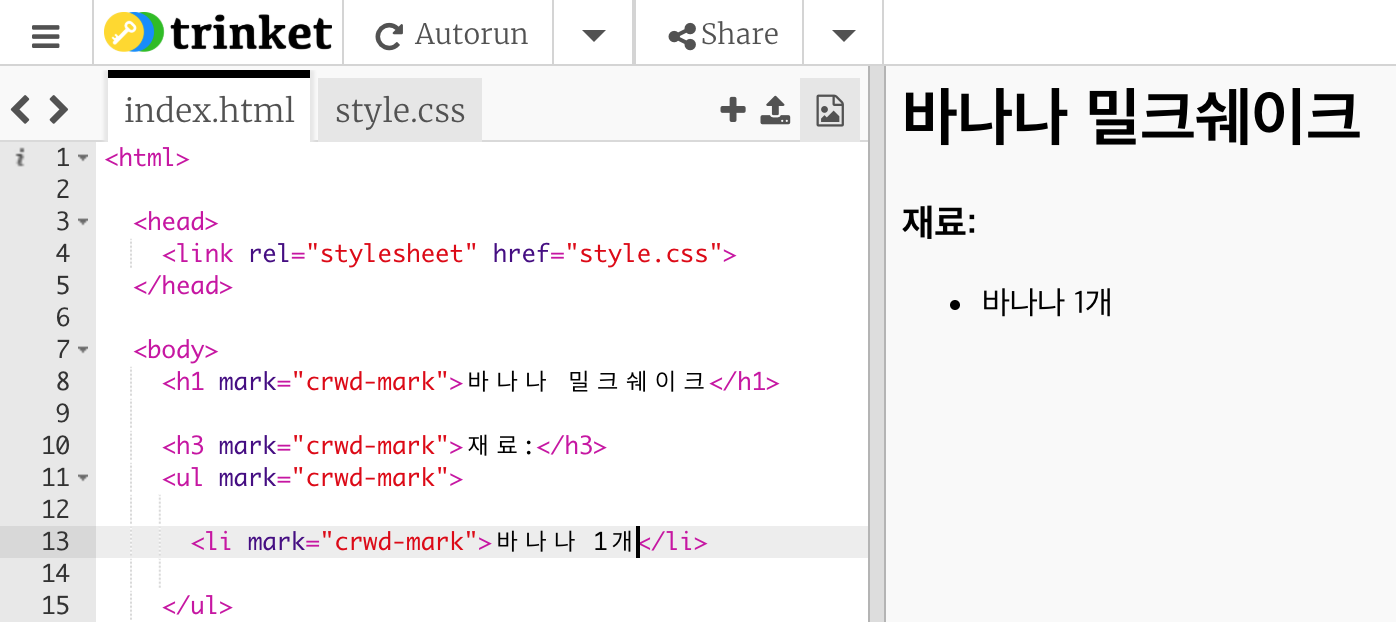 trinket Autorun Share
index.html style.css
i 1 <html>
2
3 <head>
4 <link rel="stylesheet" href="style.css">
5 </head>
6
7 <body>
8 <h1 mark="crwd-mark">바나나 밀크쉐이크</h1>
9
10 <h3 mark="crwd-mark">재료:</h3>
11 <ul mark="crwd-mark">
12
13 <li mark="crwd-mark">바나나 1개</li>
14
15 </ul>
바나나 밀크쉐이크
재료:
• 바나나 1개